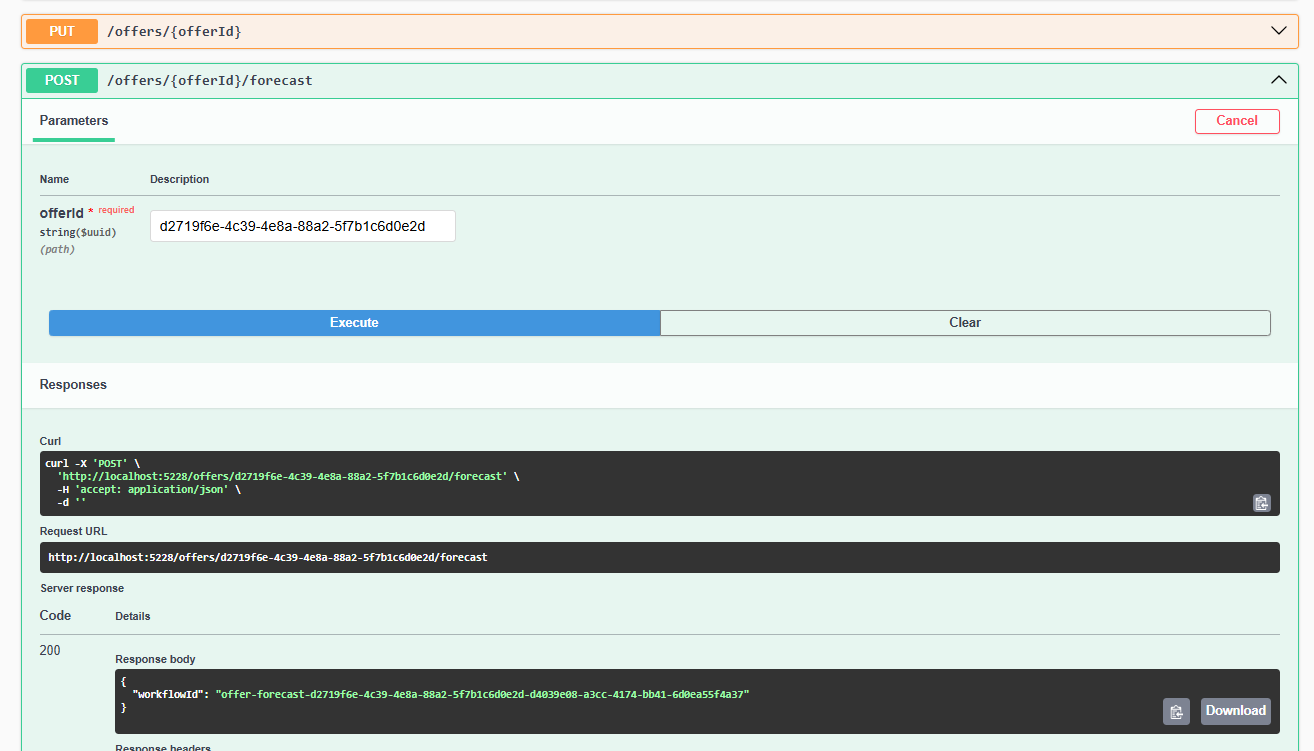 PUT /offers/{offerId}
POST /offers/{offerId}/forecast
Parameters
Cancel
Name Description
offerId * required
string($uuid)
(path)
d2719f6e-4c39-4e8a-88a2-5f7b1c6d0e2d
Execute Clear
Responses
Curl
curl -X 'POST' \
'http://localhost:5228/offers/d2719f6e-4c39-4e8a-88a2-5f7b1c6d0e2d/forecast' \
-H 'accept: application/json' \
-d ''
Request URL
http://localhost:5228/offers/d2719f6e-4c39-4e8a-88a2-5f7b1c6d0e2d/forecast
Server response
Code Details
200
Response body
{
"workflowId": "offer-forecast-d2719f6e-4c39-4e8a-88a2-5f7b1c6d0e2d-d4039e08-a3cc-4174-bb41-6d0ea55f4a37"
}
Download
Response headers